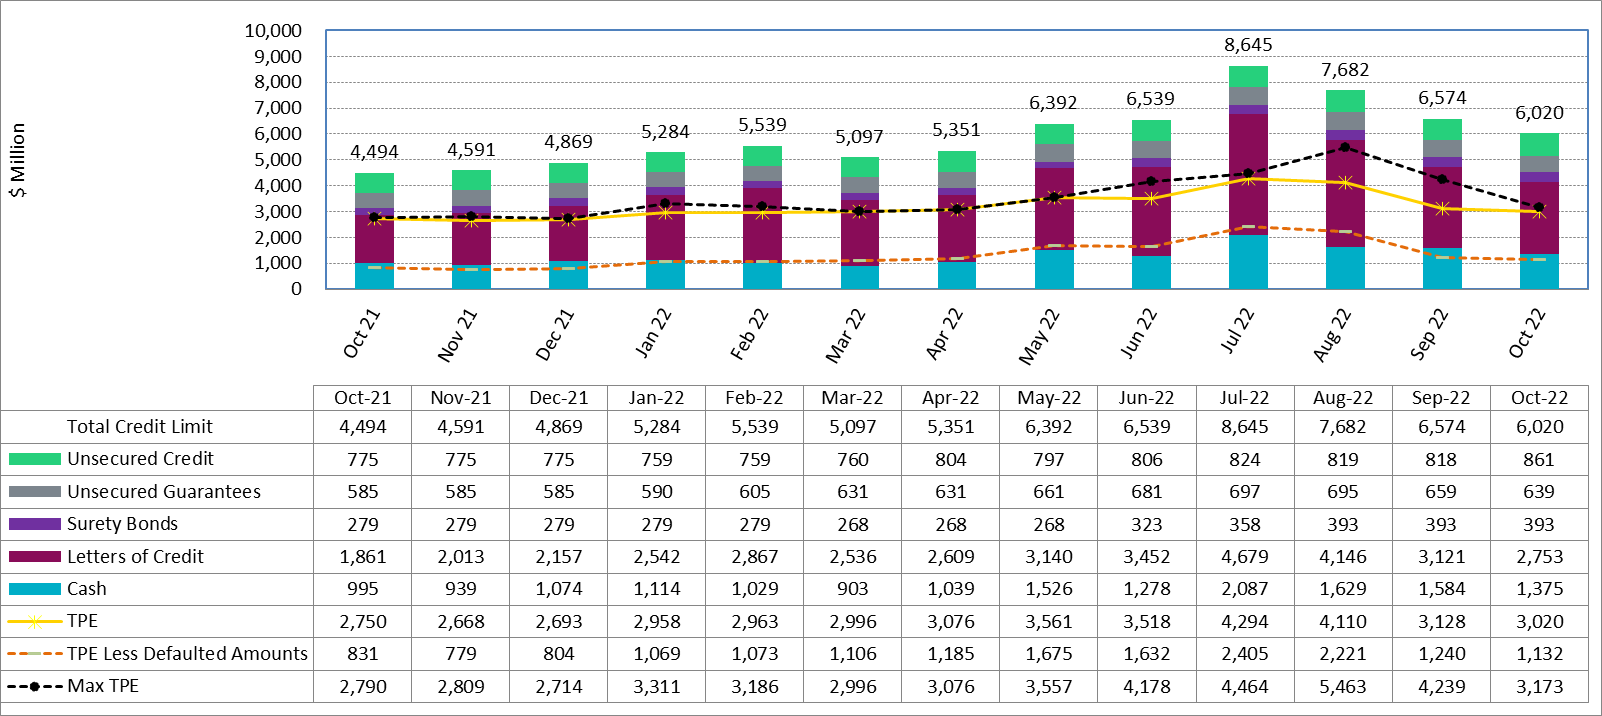 $ Million
10,000
9,000
8,000
7,000
6,000
5,000
4,000
3,000
2,000
1,000
0
4,494
4,591
4,869
5,284
5,539
5,097
5,351
6,392
6,539
8,645
7,682
6,574
6,020
Oct 21
Nov 21
Dec 21
Jan 22
Feb 22
Mar 22
Apr 22
May 22
Jun 22
Jul 22
Aug 22
Sep 22
Oct 22
Oct-21 Nov-21 Dec-21 Jan-22 Feb-22 Mar-22 Apr-22 May-22 Jun-22 Jul-22 Aug-22 Sep-22 Oct-22
Total Credit Limit 4,494 4,591 4,869 5,284 5,539 5,097 5,351 6,392 6,539 8,645 7,682 6,574 6,020
Unsecured Credit 775 775 775 759 759 760 804 797 806 824 819 818 861
Unsecured Guarantees 585 585 585 590 605 631 631 661 681 697 695 659 639
Surety Bonds 279 279 279 279 279 268 268 268 323 358 393 393 393
Letters of Credit 1,861 2,013 2,157 2,542 2,867 2,536 2,609 3,140 3,452 4,679 4,146 3,121 2,753
Cash 995 939 1,074 1,114 1,029 903 1,039 1,526 1,278 2,087 1,629 1,584 1,375
TPE 2,750 2,668 2,693 2,958 2,963 2,996 3,076 3,561 3,518 4,294 4,110 3,128 3,020
TPE Less Defaulted Amounts 831 779 804 1,069 1,073 1,106 1,185 1,675 1,632 2,405 2,221 1,240 1,132
Max TPE 2,790 2,809 2,714 3,311 3,186 2,996 3,076 3,557 4,178 4,464 5,463 4,239 3,173